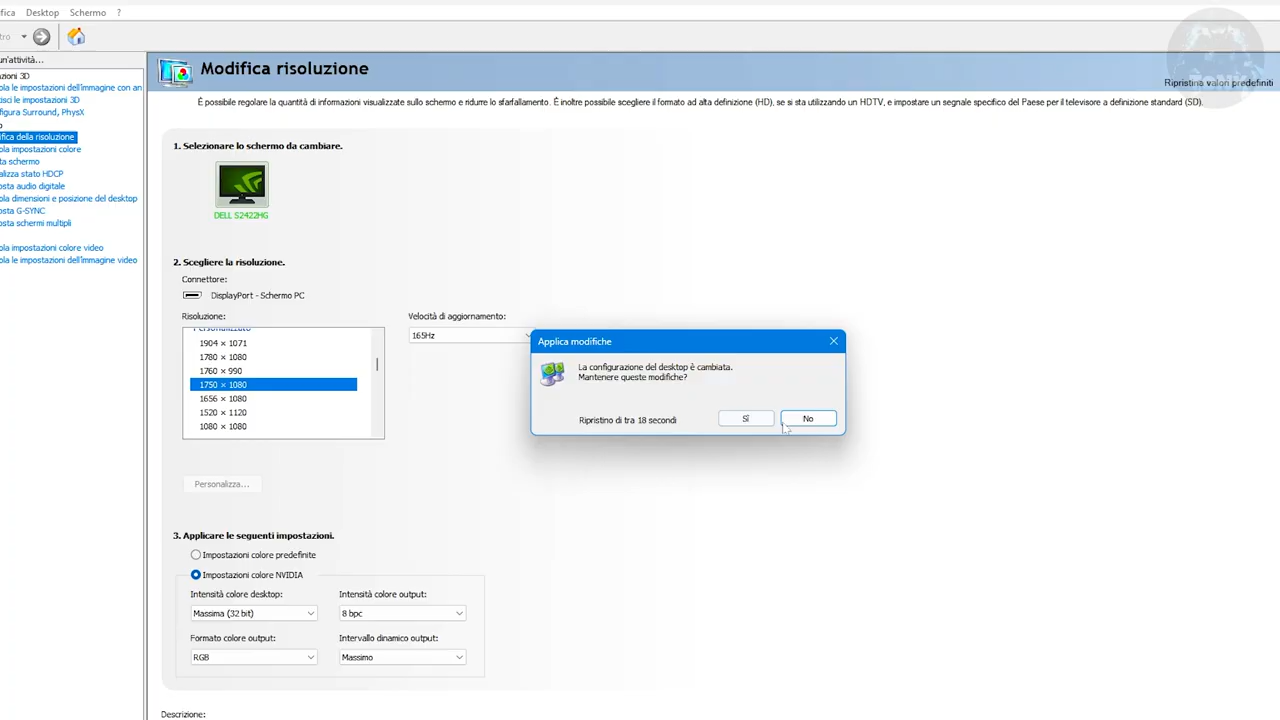 fica Desktop Schermo ?
tro
un'attività...
azioni 3D
ola le impostazioni dell'immagine con an
isci le impostazioni 3D
figura Surround, PhysX
o
ifica della risoluzione
ola impostazioni colore
ta schermo
alizza stato HDCP
osta audio digitale
ola dimensioni e posizione del desktop
osta G-SYNC
osta schermi multipli
ola impostazioni colore video
ola le impostazioni dell'immagine video
Modifica risoluzione
Ripristina valori predefiniti
È possibile regolare la quantità di informazioni visualizzate sullo schermo e ridurre lo sfarfallamento. È inoltre possibile scegliere il formato ad alta definizione (HD), se si sta utilizzando un HDTV, e impostare un segnale specifico del Paese per il televisore a definizione standard (SD).
1. Selezionare lo schermo da cambiare.
DELL S2422HG
2. Scegliere la risoluzione.
Connettore:
DisplayPort - Schermo PC
Risoluzione:
Velocità di aggiornamento:
Personalizzato
165Hz
1904 × 1071
1780 × 1080
1760 × 990
1750 × 1080
1656 × 1080
1520 × 1120
1080 × 1080
Personalizza...
Applica modifiche
La configurazione del desktop è cambiata.
Mantenere queste modifiche?
Ripristino di tra 18 secondi
Sì
No
3. Applicare le seguenti impostazioni.
Impostazioni colore predefinite
Impostazioni colore NVIDIA
Intensità colore desktop:
Intensità colore output:
Massima (32 bit)
8 bpc
Formato colore output:
Intervallo dinamico output:
RGB
Massimo
Descrizione: